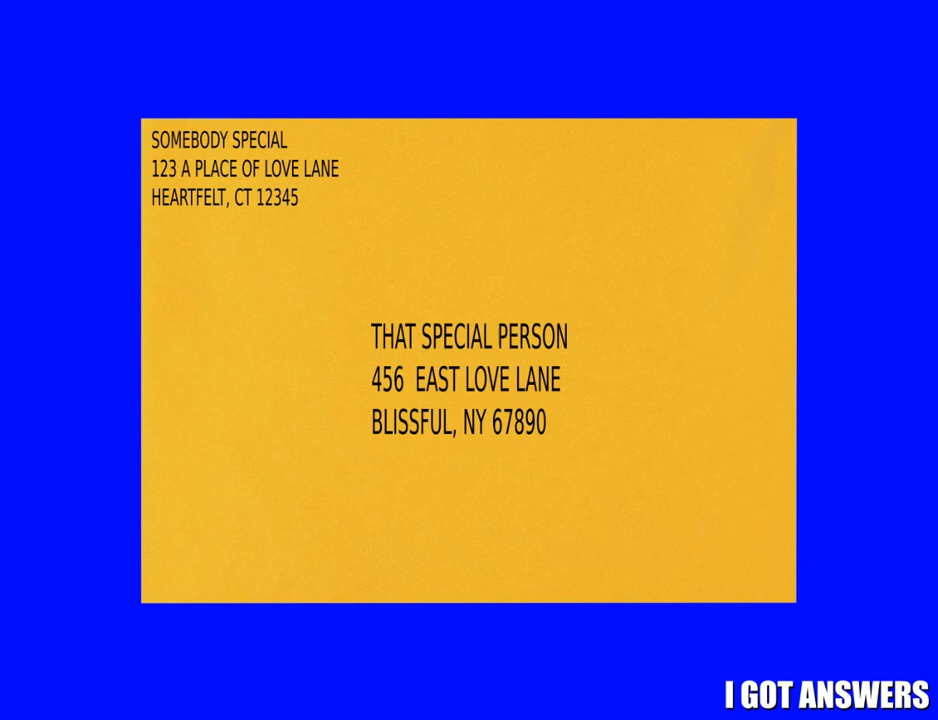 SOMEBODY SPECIAL
123 A PLACE OF LOVE LANE
HEARTFELT, CT 12345
THAT SPECIAL PERSON
456 EAST LOVE LANE
BLISSFUL, NY 67890
I GOT ANSWERS